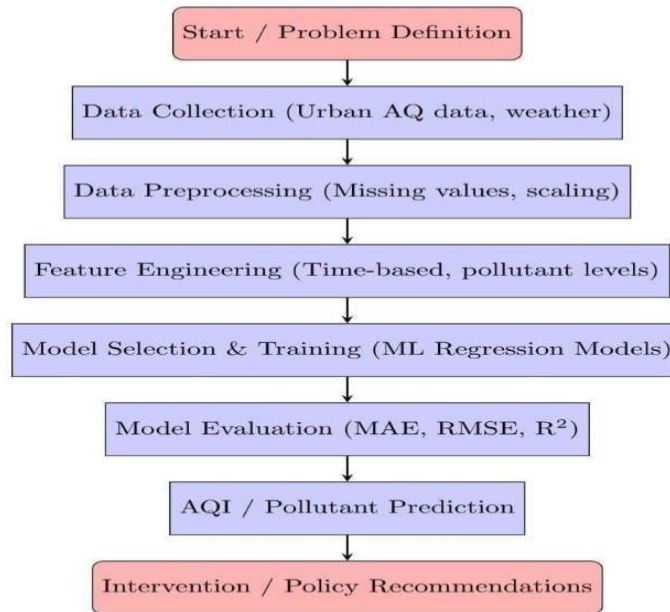 Start / Problem Definition
Data Collection (Urban AQ data, weather)
Data Preprocessing (Missing values, scaling)
Feature Engineering (Time-based, pollutant levels)
Model Selection & Training (ML Regression Models)
Model Evaluation (MAE, RMSE, R²)
AQI / Pollutant Prediction
Intervention / Policy Recommendations